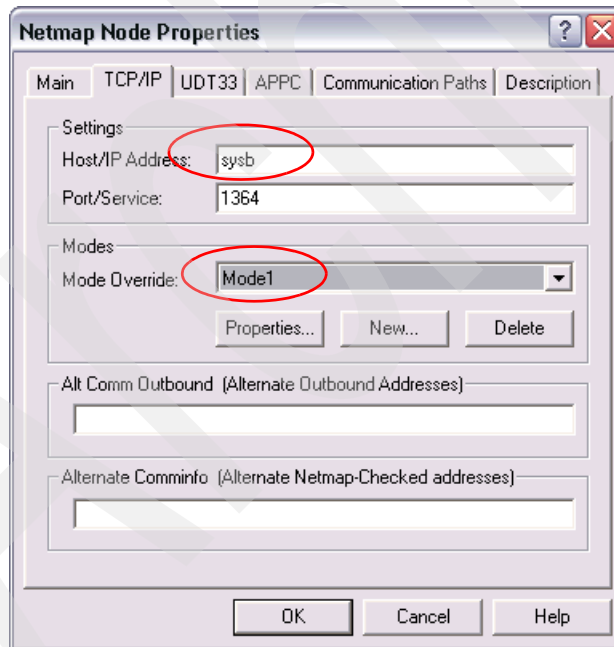 Netmap Node Properties
Main TCP/IP UDT33 APPC Communication Paths Description
Settings
Host/IP Address: sysb
Port/Service: 1364
Modes
Mode Override: Mode1
Properties... New... Delete
Alt Comm Outbound (Alternate Outbound Addresses)
Alternate Comminfo (Alternate Netmap-Checked addresses)
OK Cancel Help